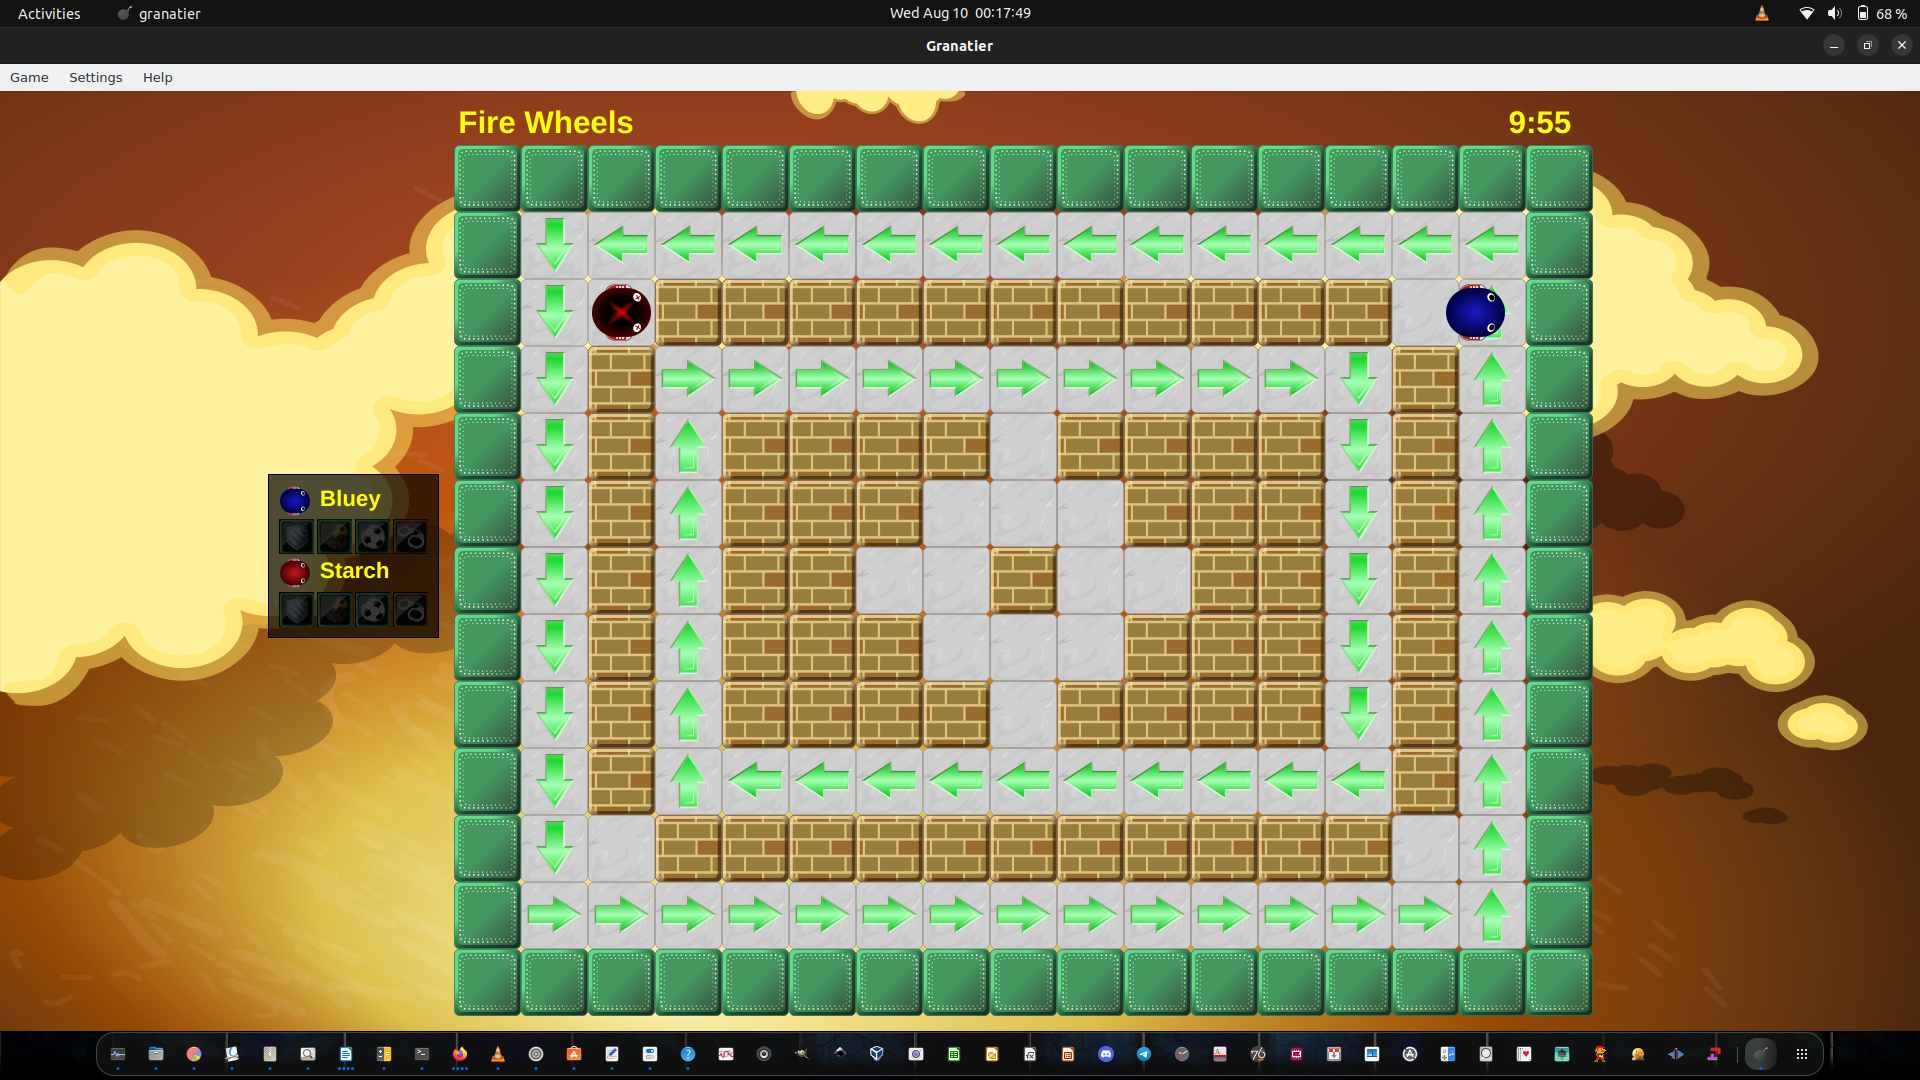 Activities
granatier
Wed Aug 10 00:17:49
68 %
Granatier
Game Settings Help
Fire Wheels
9:55
Bluey
Starch
76